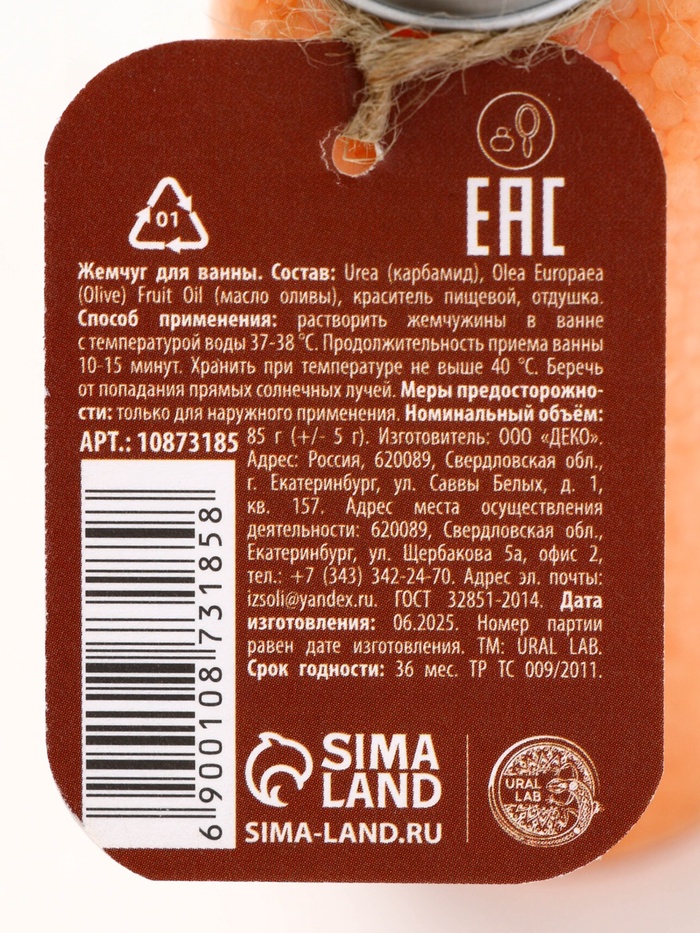 EAC
01
Жемчуг для ванны. Состав: Urea (карбамид), Olea Europaea
(Olive) Fruit Oil (масло оливы), краситель пищевой, отдушка.
Способ применения: растворить жемчужины в ванне
с температурой воды 37-38 °С. Продолжительность приема ванны
10-15 минут. Хранить при температуре не выше 40 °С. Беречь
от попадания прямых солнечных лучей. Меры предосторожно-
сти: только для наружного применения. Номинальный объём:
АРТ.: 10873185
85 г (+/- 5 г). Изготовитель: ООО «ДЕКО».
Адрес: Россия, 620089, Свердловская обл.,
г. Екатеринбург, ул. Саввы Белых, д. 1,
кв. 157. Адрес места осуществления
деятельности: 620089, Свердловская обл.,
Екатеринбург, ул. Щербакова 5а, офис 2,
тел.: +7 (343) 342-24-70. Адрес эл. почты:
izsoli@yandex.ru. ГОСТ 32851-2014. Дата
изготовления: 06.2025. Номер партии
равен дате изготовления. ТМ: URAL LAB.
Срок годности: 36 мес. ТР ТС 009/2011.
6 900108 731858
SIMA
LAND
SIMA-LAND.RU
URAL
LAB